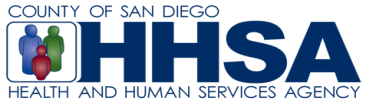 COUNTY OF SAN DIEGO
HHSA
HEALTH AND HUMAN SERVICES AGENCY